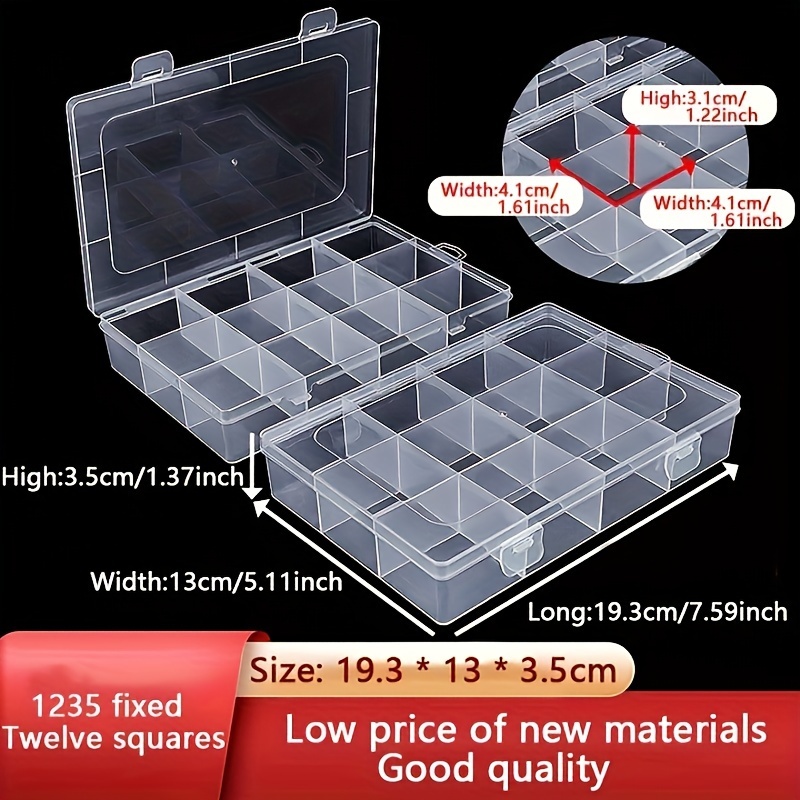 High:3.1cm/
1.22inch
Width:4.1cm/
1.61inch
Width:4.1cm/
1.61inch
High:3.5cm/1.37inch
Width:13cm/5.11inch
Long:19.3cm/7.59inch
Size: 19.3 * 13 * 3.5cm
1235 fixed
Twelve squares
Low price of new materials
Good quality